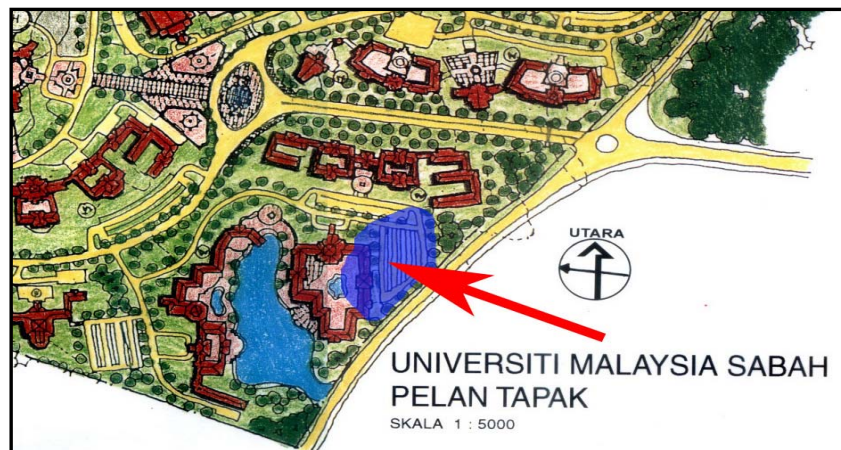 UTARA
UNIVERSITI MALAYSIA SABAH
PELAN TAPAK
SKALA 1 : 5000